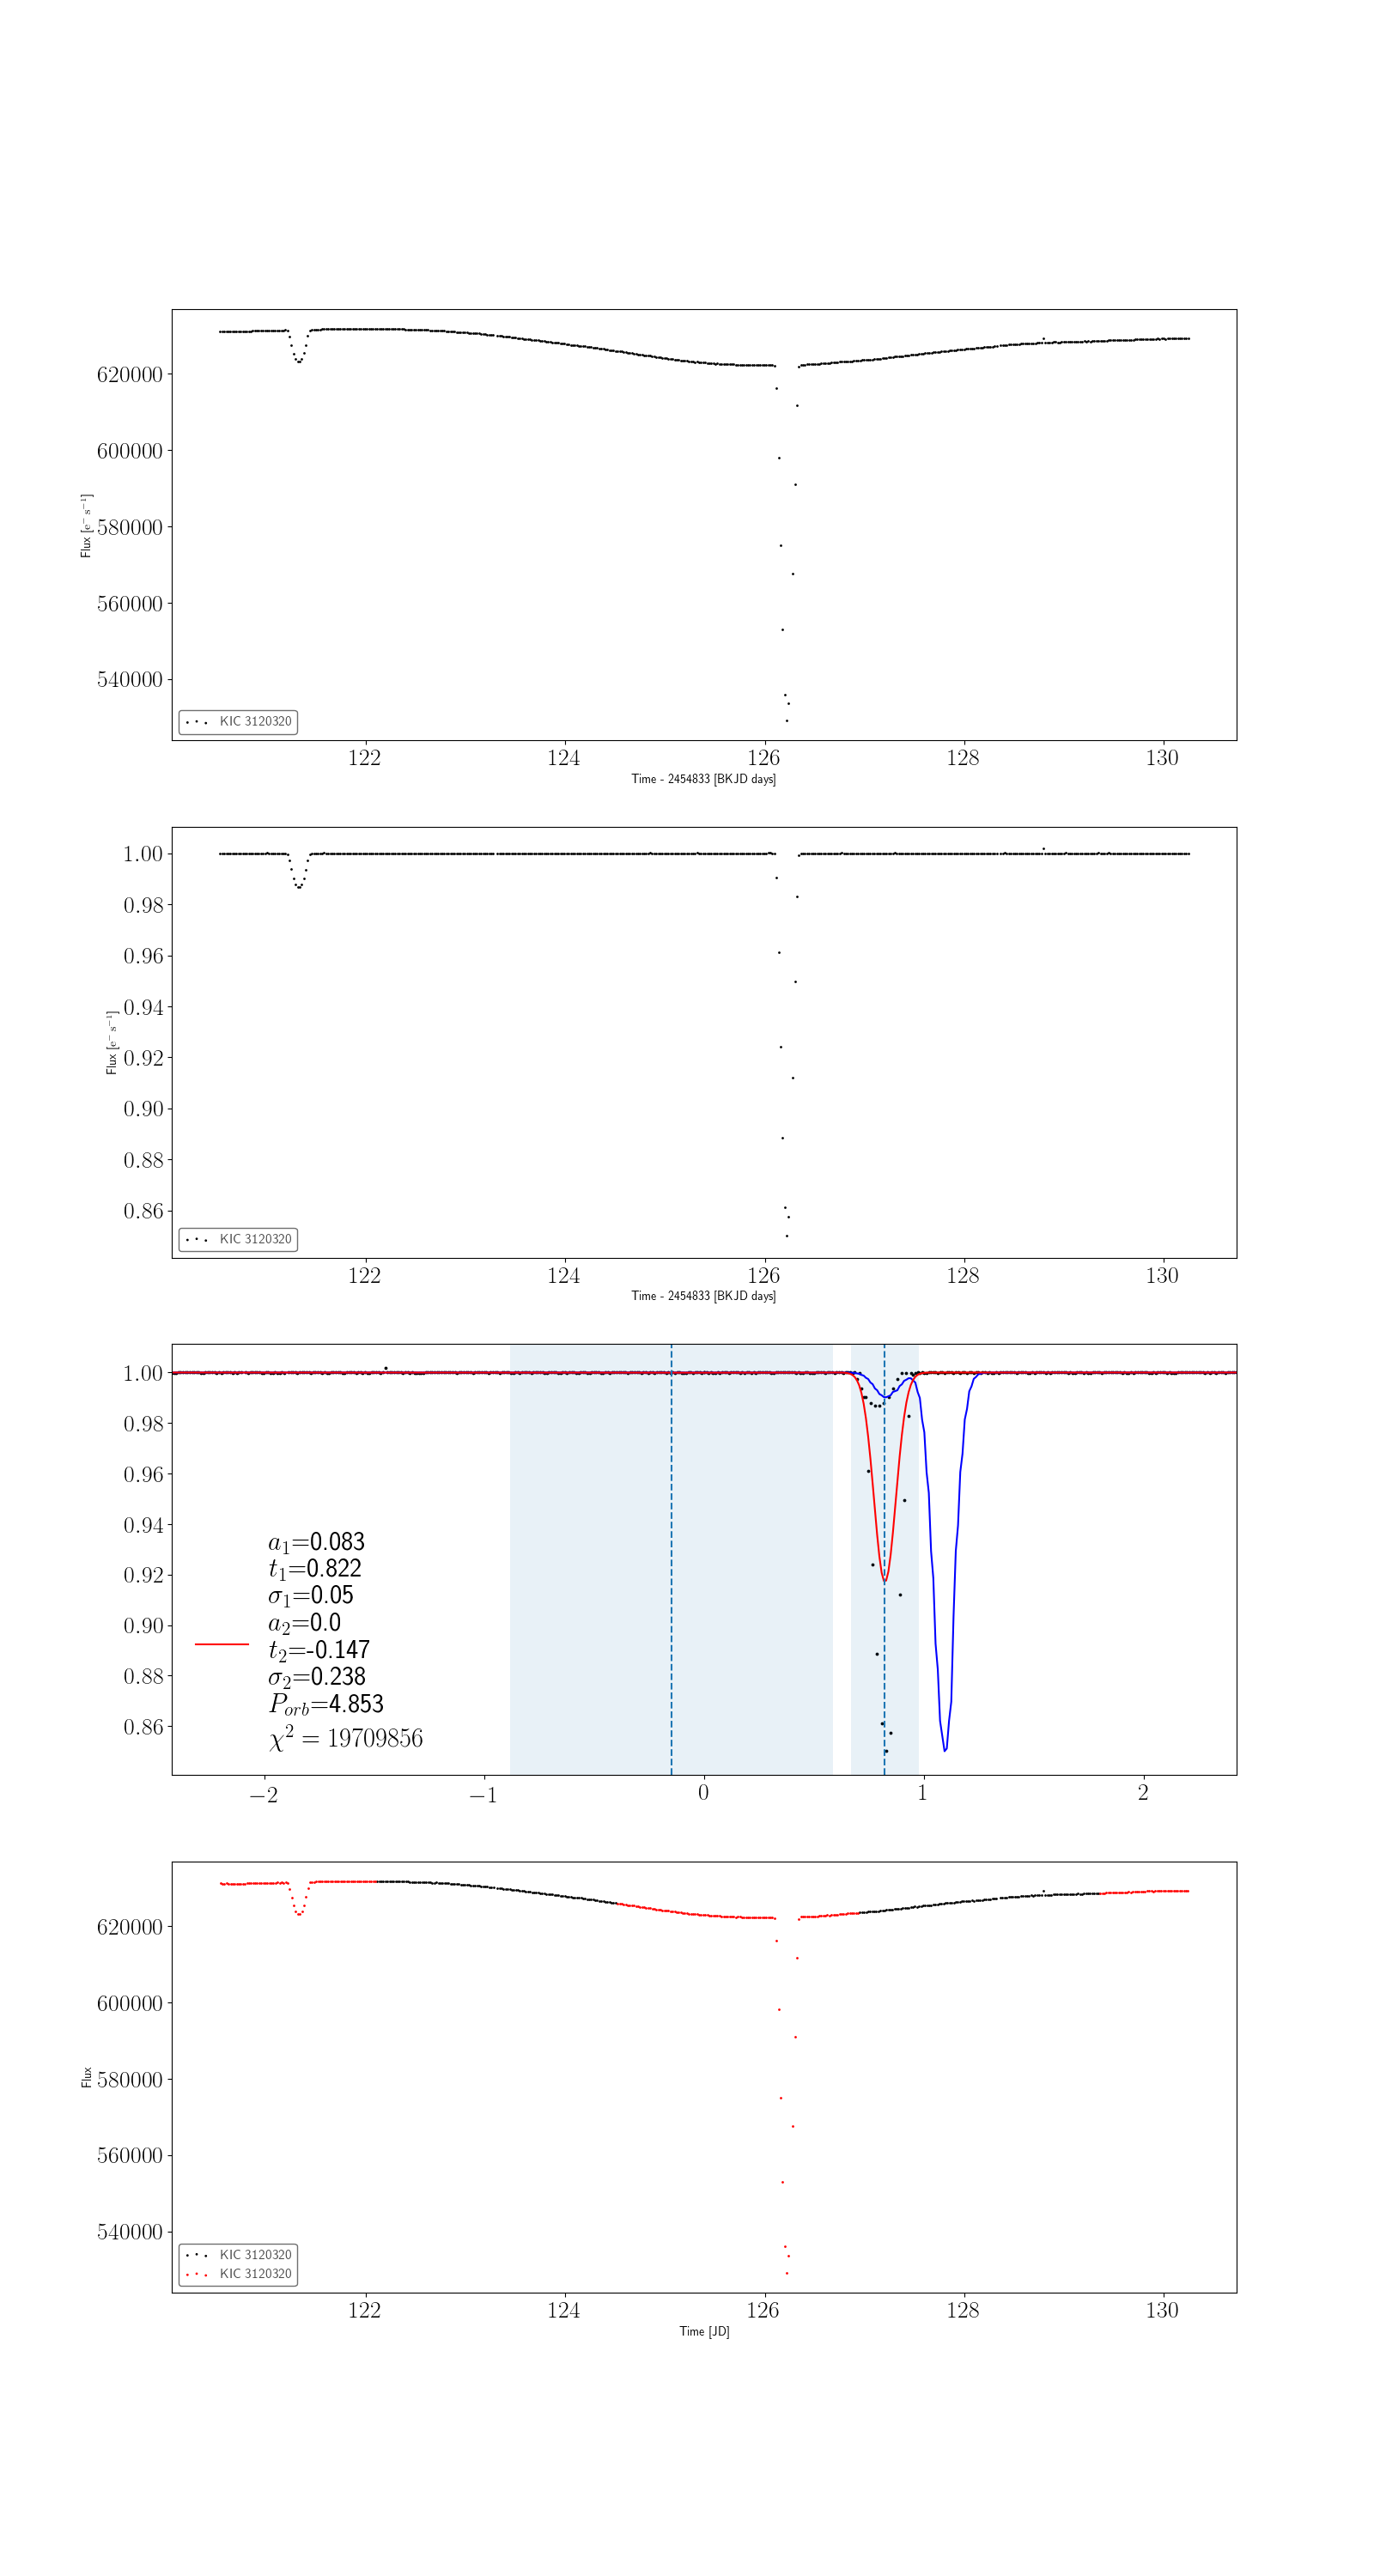 620000
600000
580000
560000
540000
Flux [e⁻ s⁻¹]
KIC 3120320
122 124 126 128 130
Time - 2454833 [BKJD days]
1.00
0.98
0.96
0.94
0.92
0.90
0.88
0.86
Flux [e⁻ s⁻¹]
KIC 3120320
122 124 126 128 130
Time - 2454833 [BKJD days]
1.00
0.98
0.96
0.94
0.92
0.90
0.88
0.86
a₁=0.083
t₁=0.822
σ₁=0.05
a₂=0.0
t₂=-0.147
σ₂=0.238
P_orb=4.853
χ² = 19709856
−2 −1 0 1 2
620000
600000
580000
560000
540000
Flux
KIC 3120320
KIC 3120320
122 124 126 128 130
Time [JD]